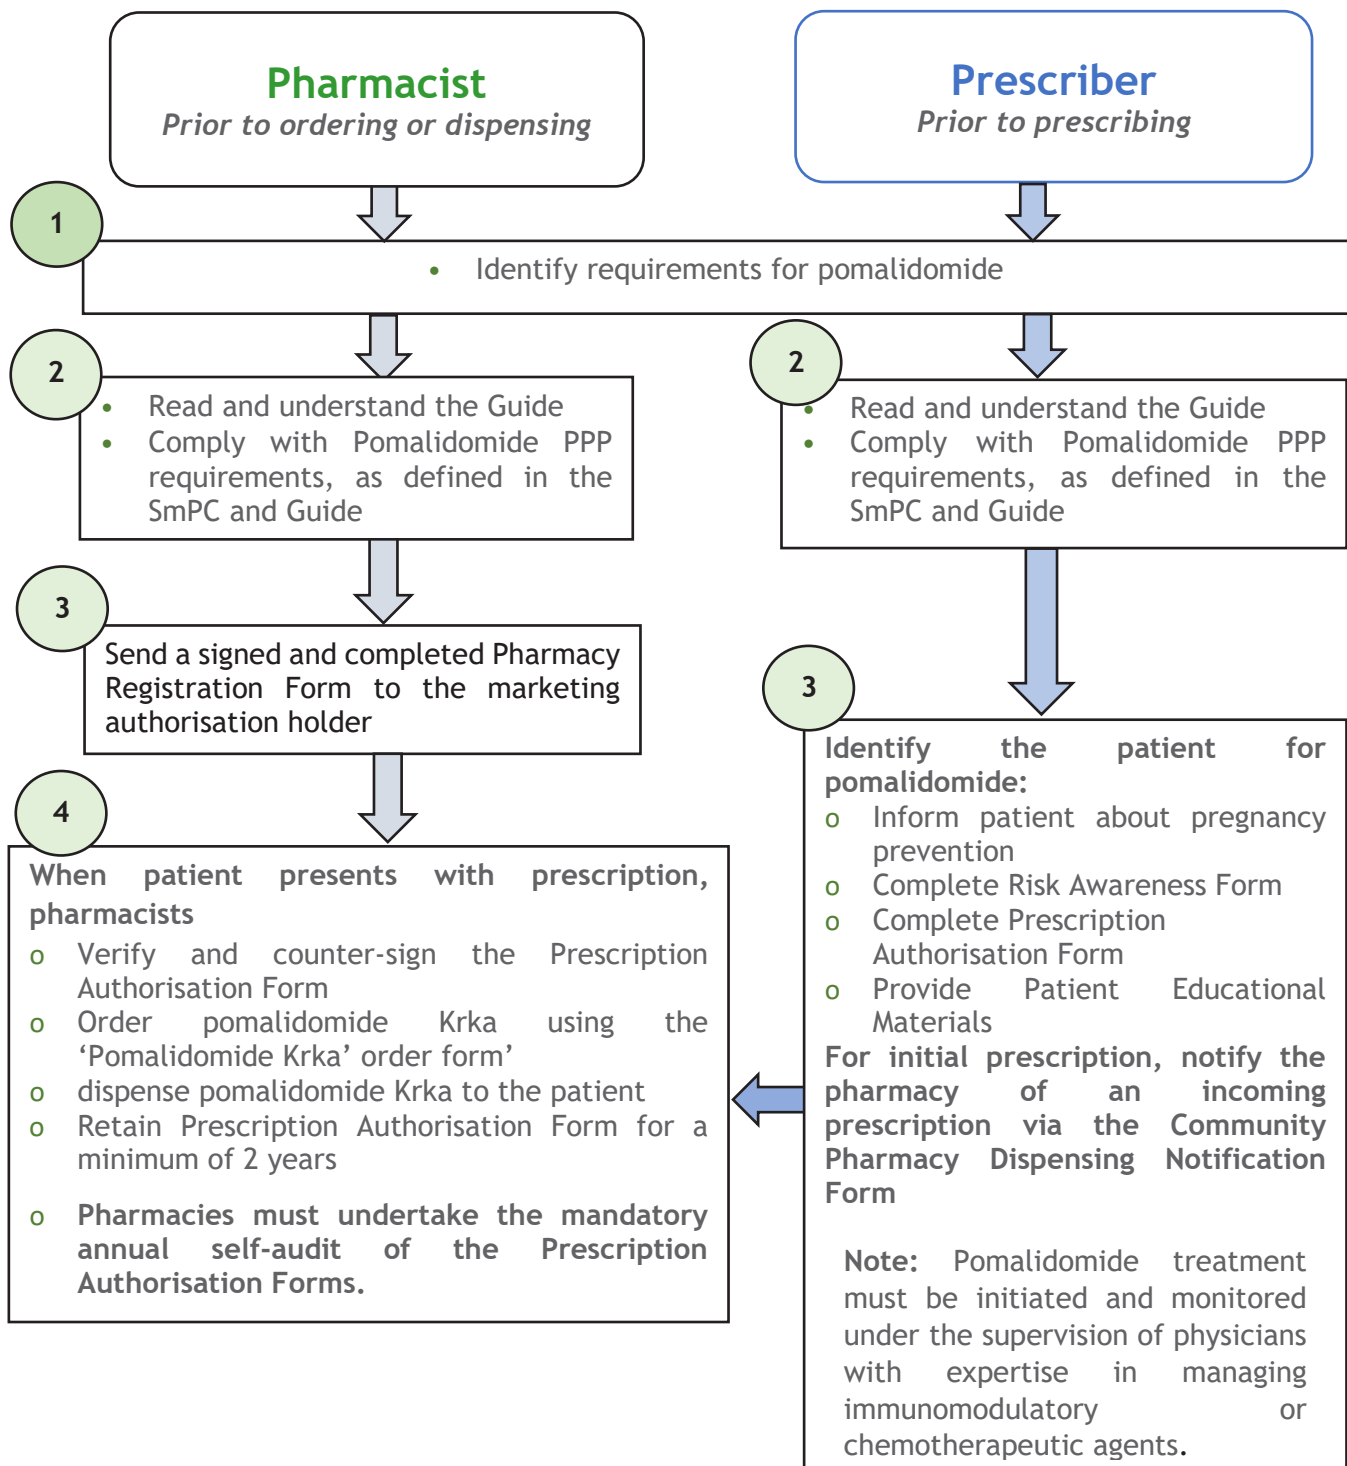 Pharmacist
Prior to ordering or dispensing
Prescriber
Prior to prescribing
1
• Identify requirements for pomalidomide
2
• Read and understand the Guide
• Comply with Pomalidomide PPP
requirements, as defined in the
SmPC and Guide
2
• Read and understand the Guide
• Comply with Pomalidomide PPP
requirements, as defined in the
SmPC and Guide
3
Send a signed and completed Pharmacy
Registration Form to the marketing
authorisation holder
4
When patient presents with prescription,
pharmacists
o Verify and counter-sign the Prescription
Authorisation Form
o Order pomalidomide Krka using the
‘Pomalidomide Krka’ order form’
o dispense pomalidomide Krka to the patient
o Retain Prescription Authorisation Form for a
minimum of 2 years
o Pharmacies must undertake the mandatory
annual self-audit of the Prescription
Authorisation Forms.
3
Identify the patient for
pomalidomide:
o Inform patient about pregnancy
prevention
o Complete Risk Awareness Form
o Complete Prescription
Authorisation Form
o Provide Patient Educational
Materials
For initial prescription, notify the
pharmacy of an incoming
prescription via the Community
Pharmacy Dispensing Notification
Form
Note: Pomalidomide treatment
must be initiated and monitored
under the supervision of physicians
with expertise in managing
immunomodulatory or
chemotherapeutic agents.